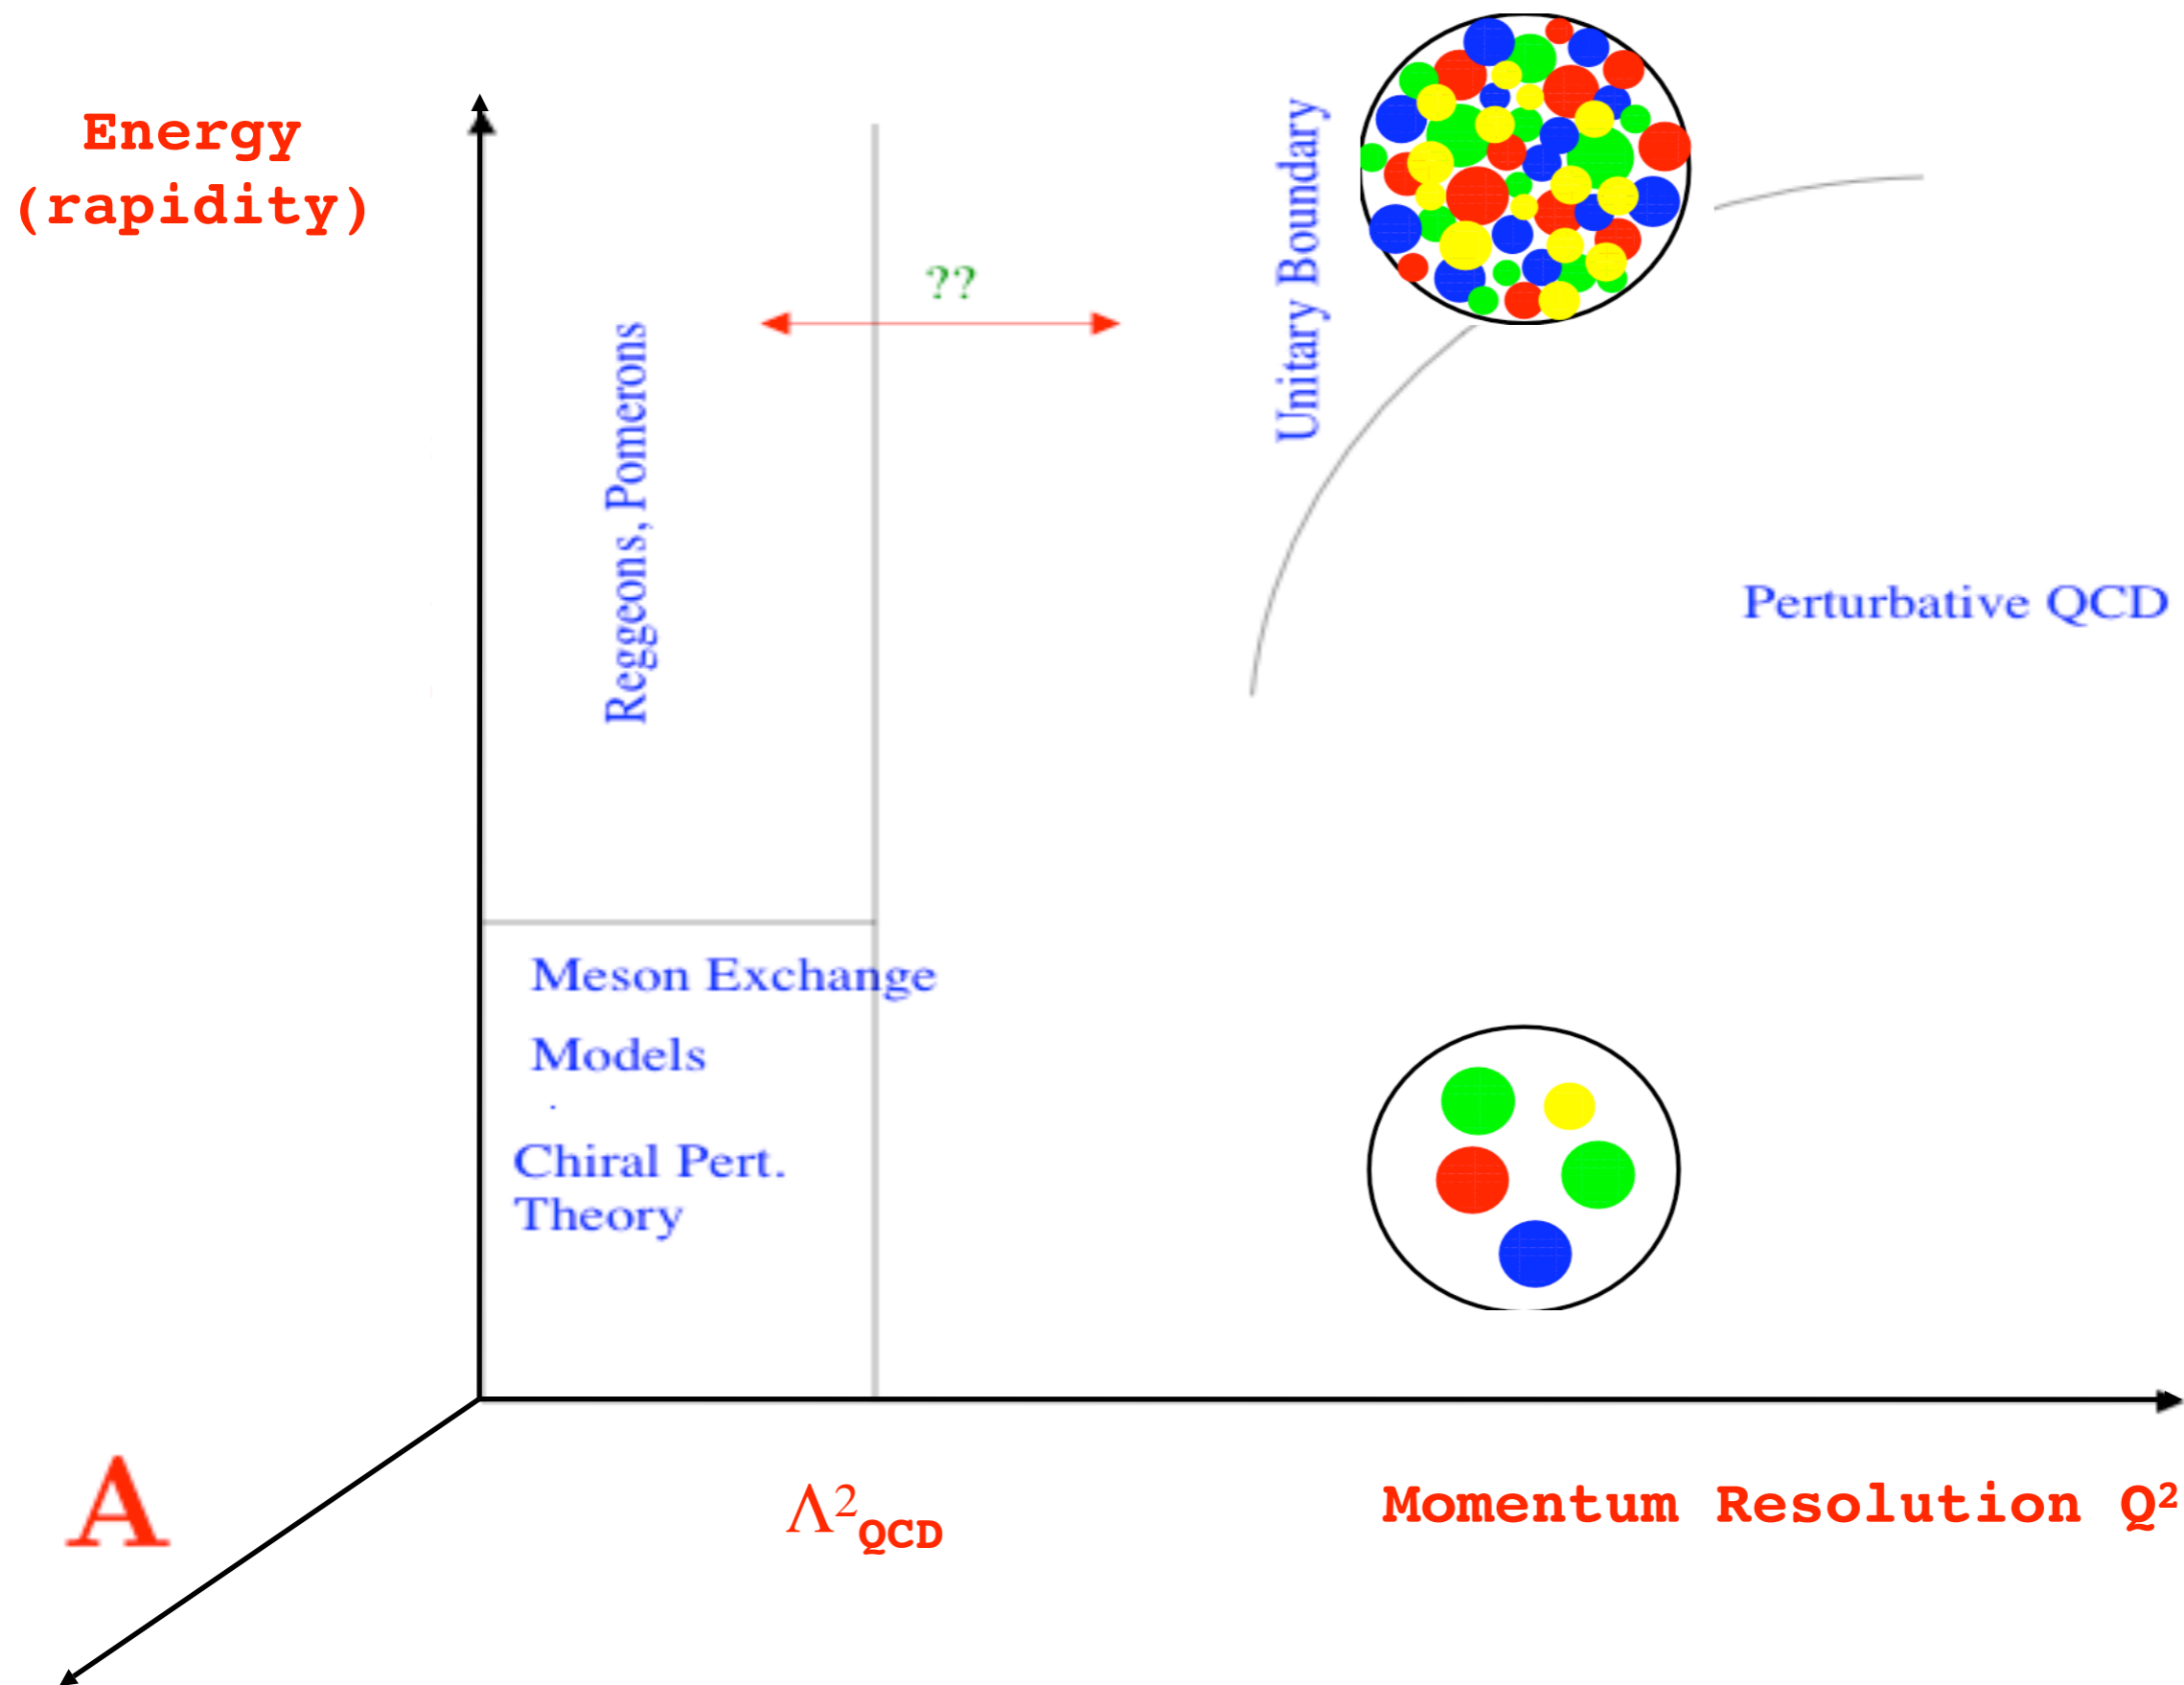 Energy
(rapidity)
??
Unitary Boundary
Reggeons, Pomerons
Perturbative QCD
Meson Exchange
Models
Chiral Pert.
Theory
A
Λ²QCD
Momentum Resolution Q²